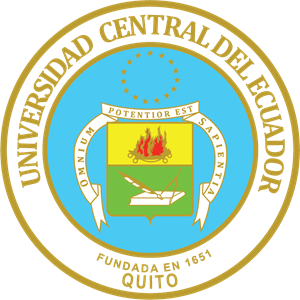 UNIVERSIDAD CENTRAL DEL ECUADOR
OMNIUM POTENTIOR EST SAPIENTIA
FUNDADA EN 1651
QUITO